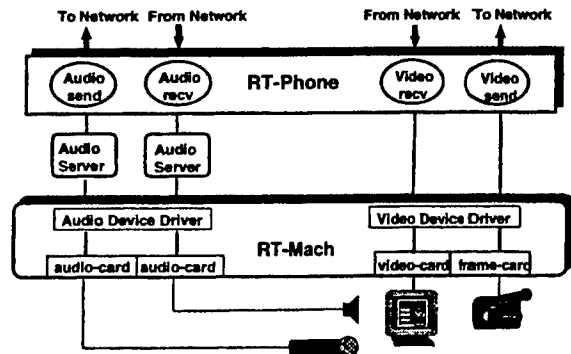 To Network From Network From Network To Network
Audio send
Audio recv
RT-Phone
Video recv
Video send
Audio Server
Audio Server
Audio Device Driver
Video Device Driver
RT-Mach
audio-card audio-card video-card frame-card